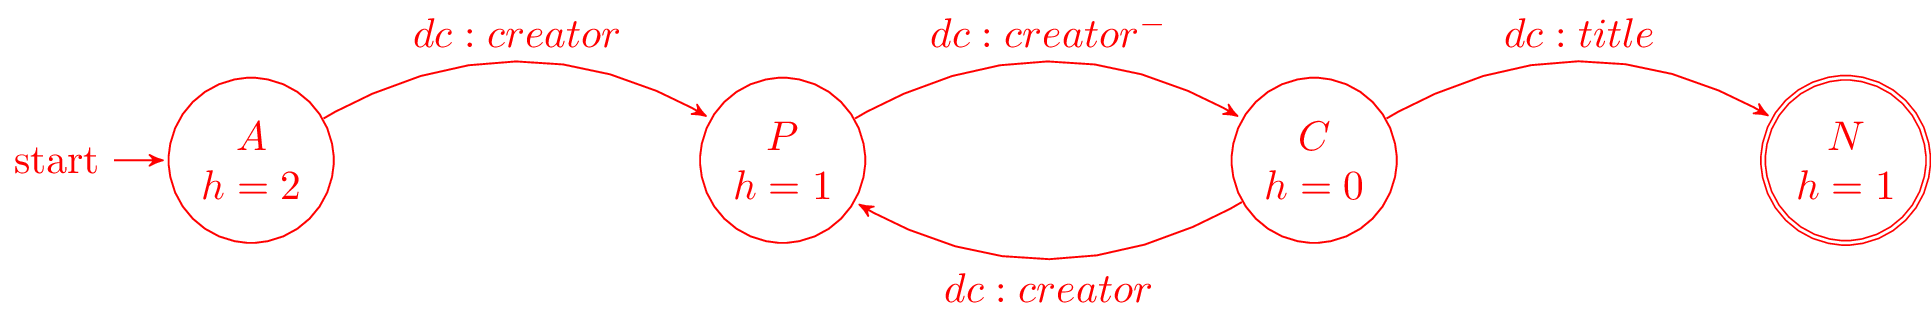 dc : creator
dc : creator⁻
dc : title
start
A
h = 2
P
h = 1
C
h = 0
N
h = 1
dc : creator